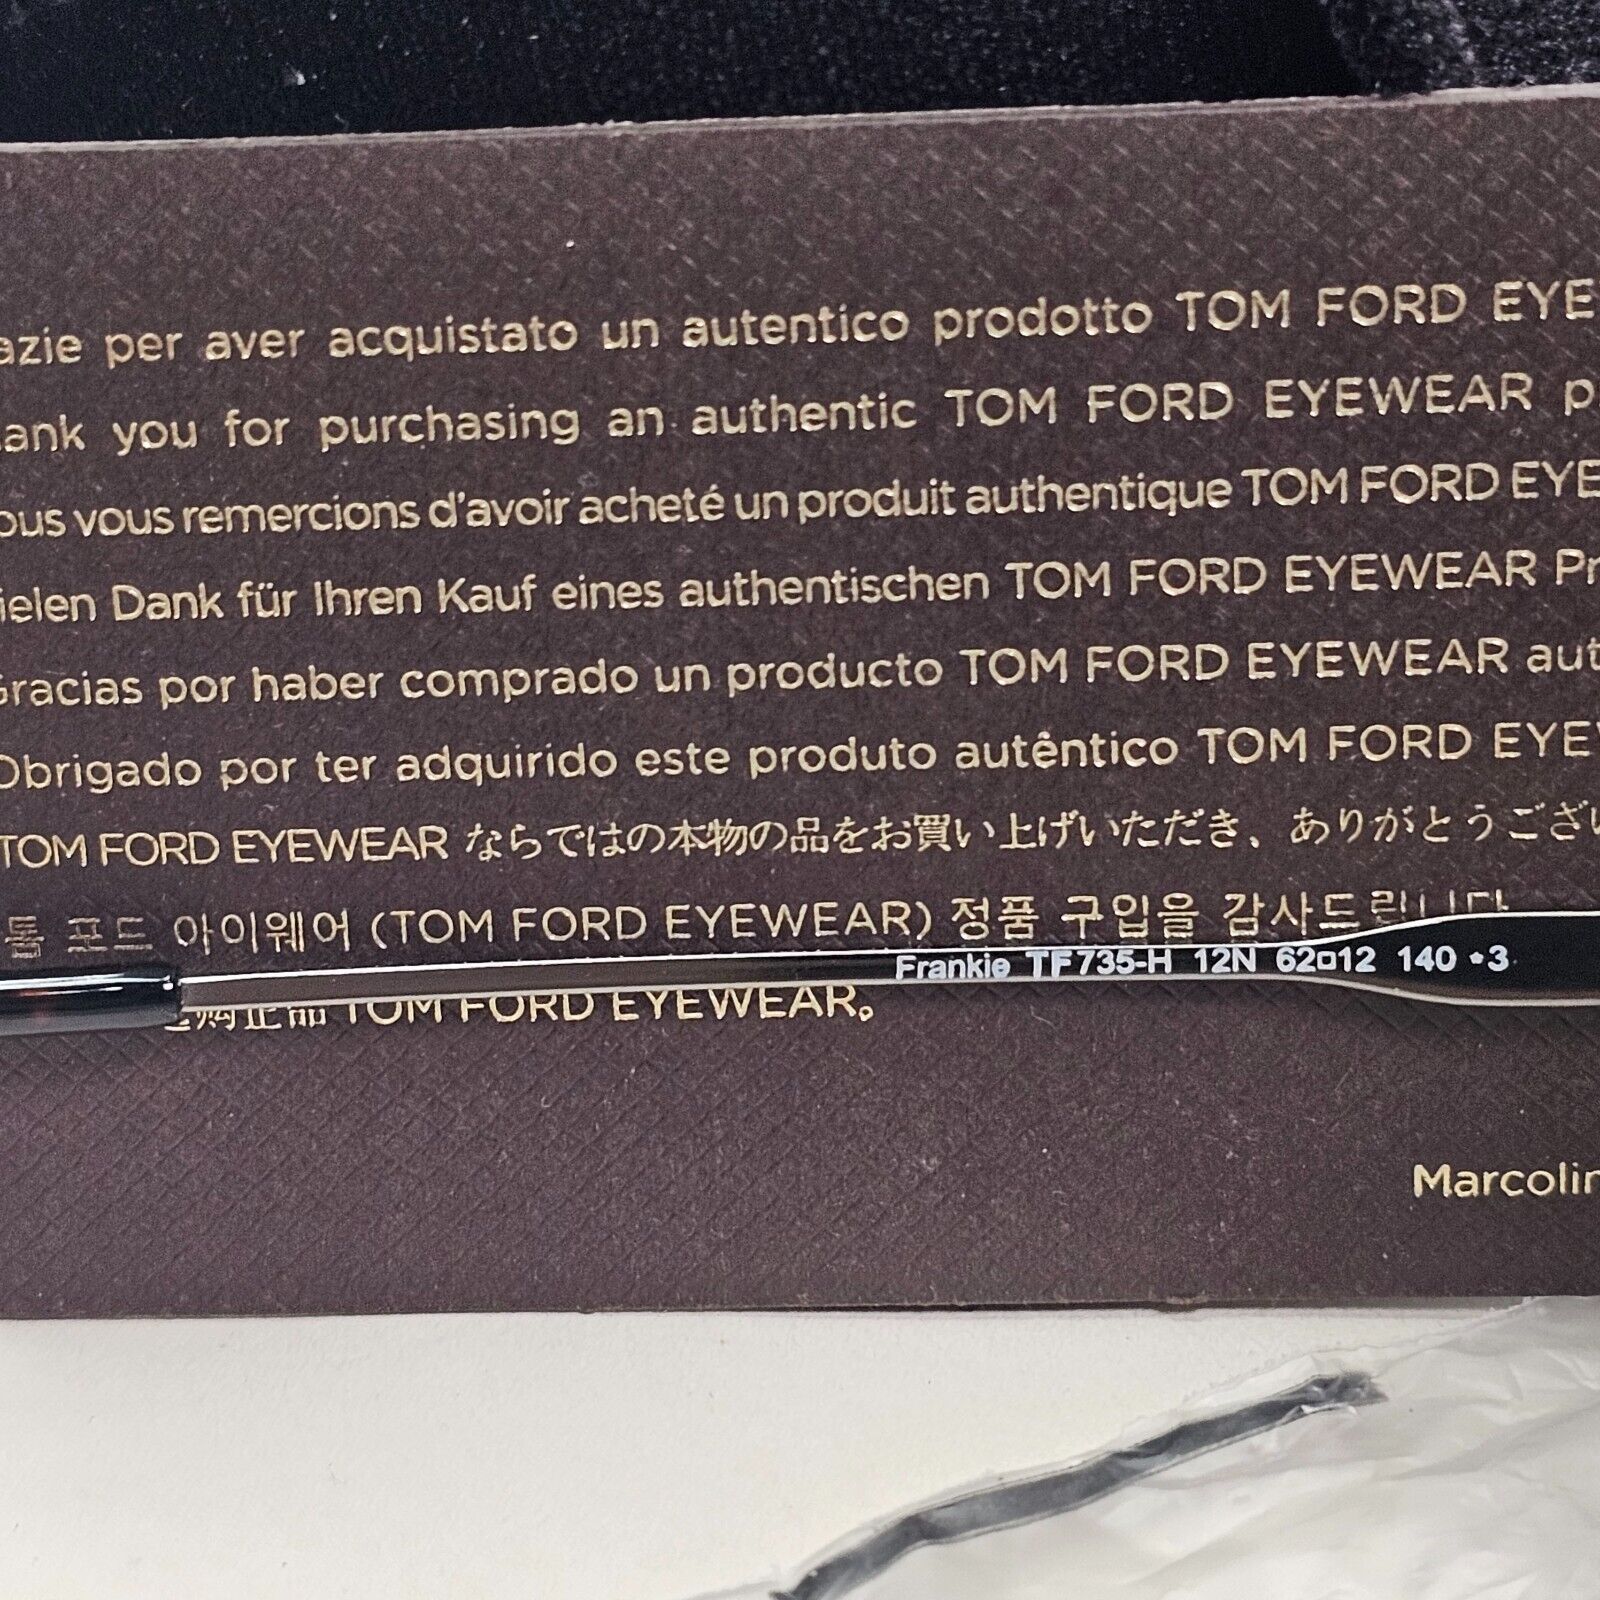 azie per aver acquistato un autentico prodotto TOM FORD EYE
ank you for purchasing an authentic TOM FORD EYEWEAR p
ous vous remercions d'avoir acheté un produit authentique TOM FORD EYE
ielen Dank für Ihren Kauf eines authentischen TOM FORD EYEWEAR Pr
Gracias por haber comprado un producto TOM FORD EYEWEAR aut
Obrigado por ter adquirido este produto autêntico TOM FORD EYE
TOM FORD EYEWEAR ならではの本物の品をお買い上げいただき、ありがとうござい
톰 포드 아이웨어 (TOM FORD EYEWEAR) 정품 구입을 감사드립니다
Frankie TF735-H 12N 62□12 140 *3
购正品 TOM FORD EYEWEAR。
Marcolin